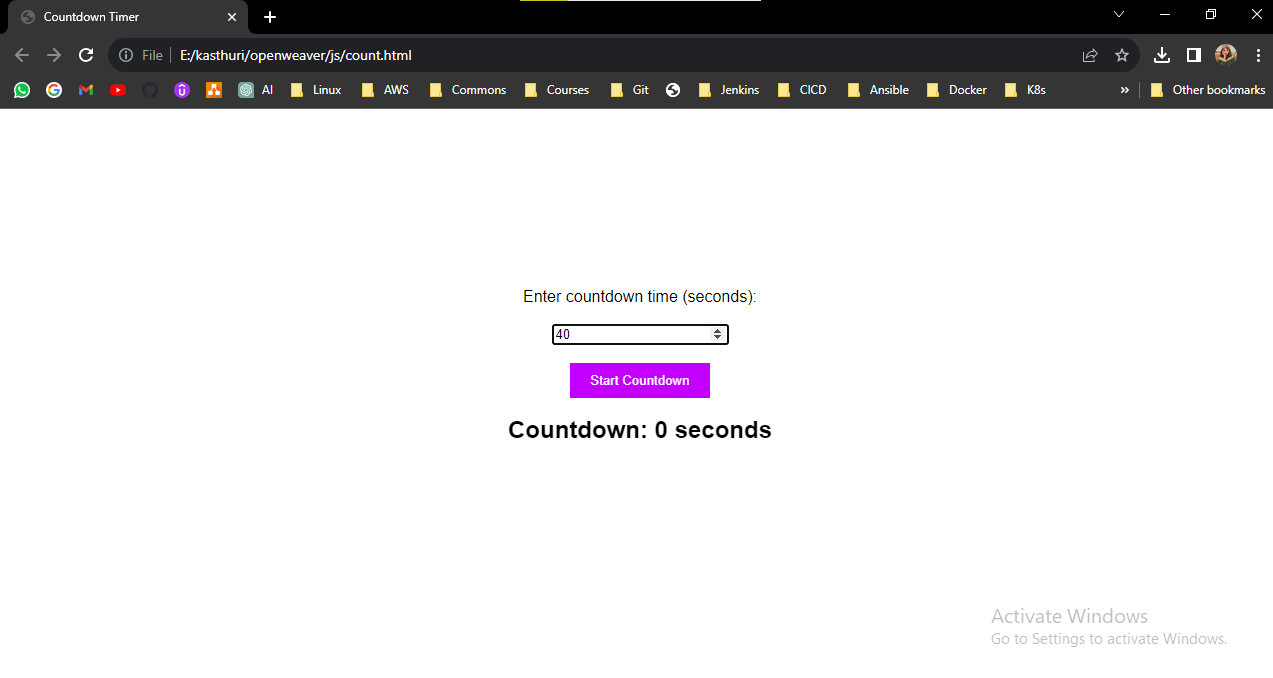 Countdown Timer
File E:/kasthuri/openweaver/js/count.html
AI Linux AWS Commons Courses Git Jenkins CICD Ansible Docker K8s » Other bookmarks
Enter countdown time (seconds):
40
Start Countdown
Countdown: 0 seconds
Activate Windows
Go to Settings to activate Windows.